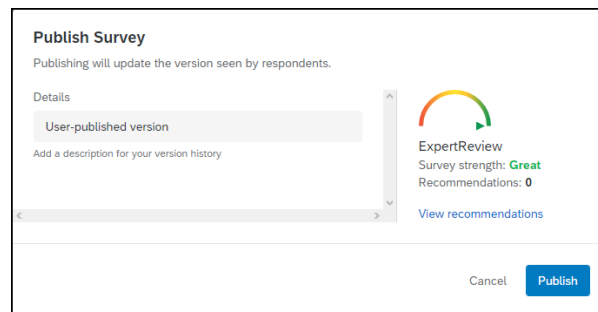 Publish Survey
Publishing will update the version seen by respondents.
Details
User-published version
Add a description for your version history
ExpertReview
Survey strength: Great
Recommendations: 0
View recommendations
Cancel
Publish